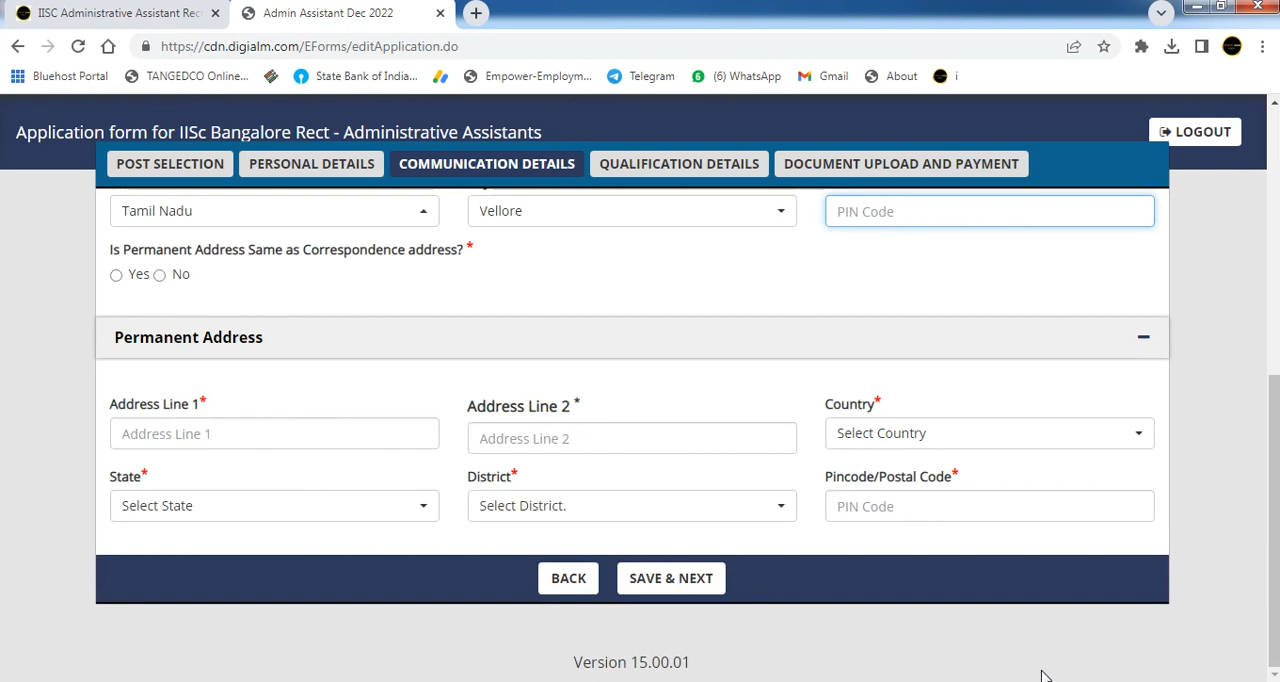 IISC Administrative Assistant Rect
Admin Assistant Dec 2022
https://cdn.digialm.com/EForms/editApplication.do
Bluehost Portal
TANGEDCO Online...
State Bank of India...
Empower-Employm...
Telegram
6
(6) WhatsApp
Gmail
About
i
Application form for IISc Bangalore Rect - Administrative Assistants
LOGOUT
POST SELECTION
PERSONAL DETAILS
COMMUNICATION DETAILS
QUALIFICATION DETAILS
DOCUMENT UPLOAD AND PAYMENT
Tamil Nadu
Vellore
PIN Code
Is Permanent Address Same as Correspondence address? *
Yes No
Permanent Address
Address Line 1*
Address Line 2 *
Country*
Address Line 1
Address Line 2
Select Country
State*
District*
Pincode/Postal Code*
Select State
Select District.
PIN Code
BACK
SAVE & NEXT
Version 15.00.01